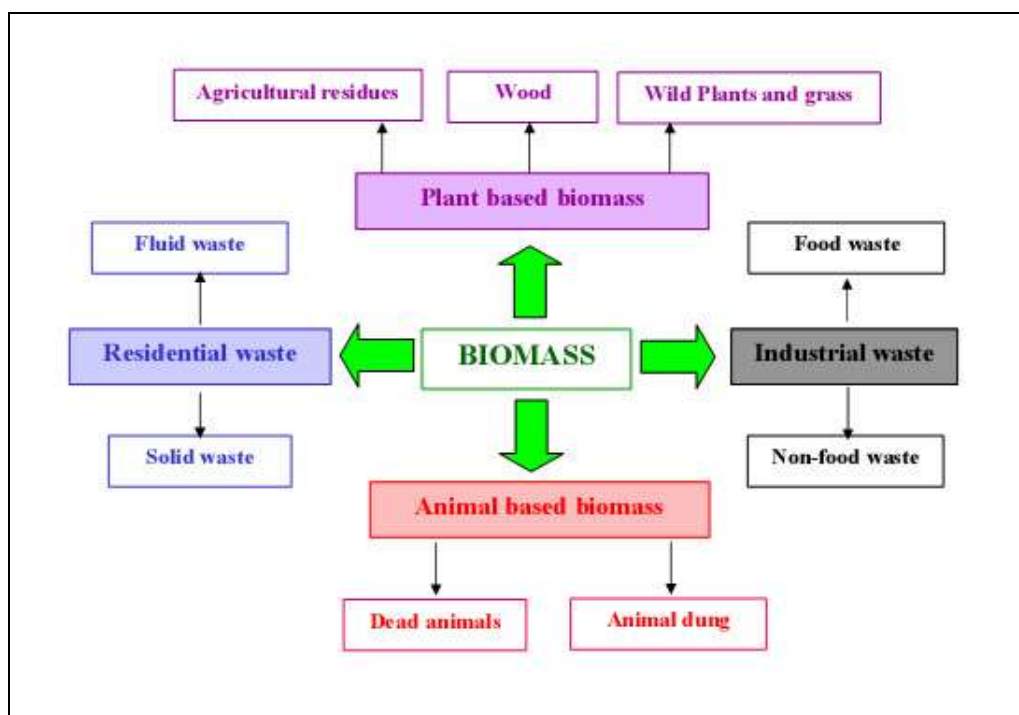 Agricultural residues
Wood
Wild Plants and grass
Plant based biomass
Fluid waste
Food waste
Residential waste
BIOMASS
Industrial waste
Solid waste
Non-food waste
Animal based biomass
Dead animals
Animal dung